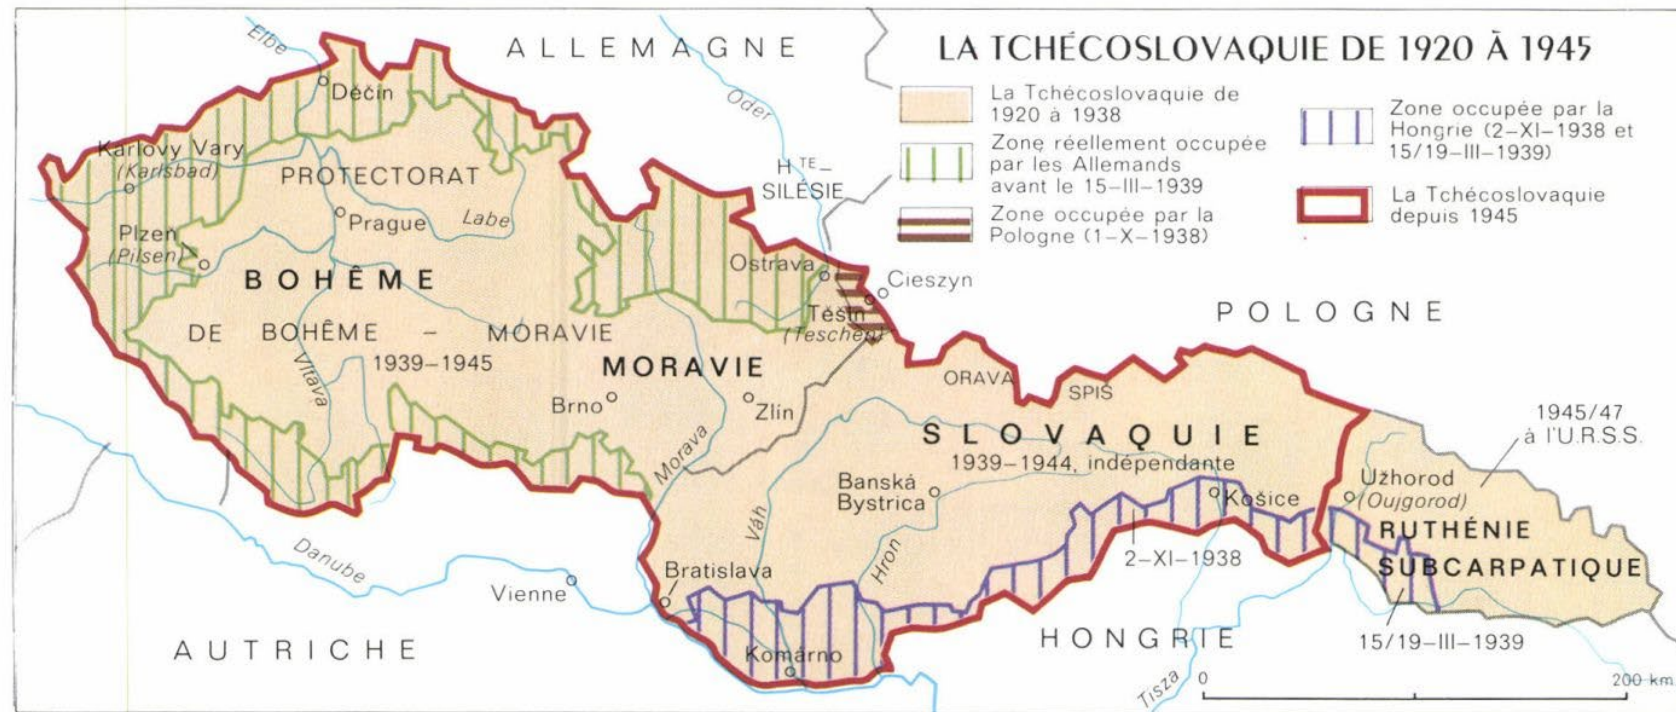 LA TCHÉCOSLOVAQUIE DE 1920 À 1945
La Tchécoslovaquie de
1920 à 1938
Zone réellement occupée
par les Allemands
avant le 15-III-1939
Zone occupée par la
Pologne (1-X-1938)
Zone occupée par la
Hongrie (2-XI-1938 et
15/19-III-1939)
La Tchécoslovaquie
depuis 1945
ALLEMAGNE
Elbe
Oder
Děčín
Karlovy Vary
(Karlsbad)
PROTECTORAT
HTE-
SILÉSIE
Prague
Labe
Plzeň
(Pilsen)
BOHÊME
Ostrava
Cieszyn
Těšín
(Teschen)
POLOGNE
DE BOHÊME – MORAVIE
1939-1945
Vltava
MORAVIE
ORAVA
SPIŠ
Brno
Zlín
Morava
SLOVAQUIE
1939-1944, indépendante
1945/47
à l'U.R.S.S.
Banská
Bystrica
Košice
Užhorod
(Oujgorod)
Váh
Hron
RUTHÉNIE
SUBCARPATIQUE
2-XI-1938
Danube
Vienne
Bratislava
AUTRICHE
Komárno
HONGRIE
15/19-III-1939
Tisza
0
200 km